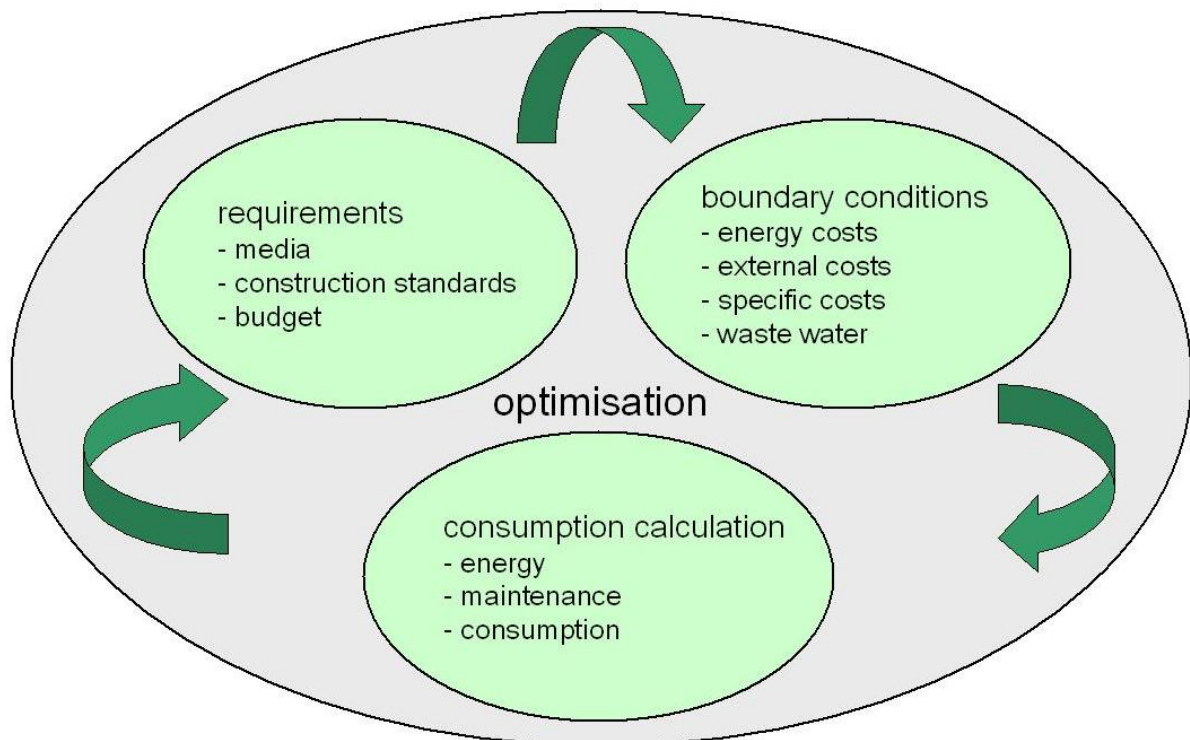 requirements
- media
- construction standards
- budget
boundary conditions
- energy costs
- external costs
- specific costs
- waste water
optimisation
consumption calculation
- energy
- maintenance
- consumption